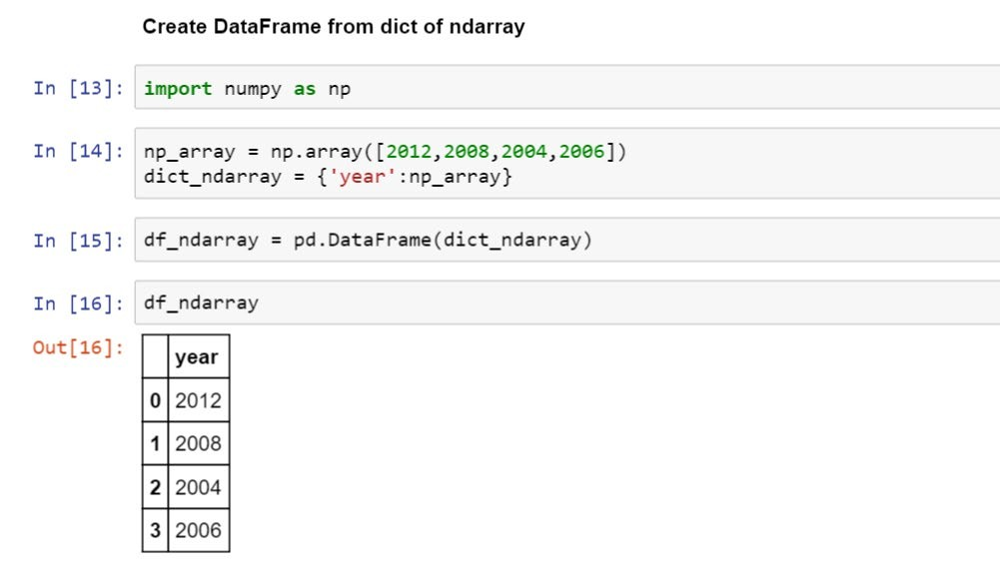 Create DataFrame from dict of ndarray
In [13]: import numpy as np
In [14]: np_array = np.array([2012,2008,2004,2006])
dict_ndarray = {'year':np_array}
In [15]: df_ndarray = pd.DataFrame(dict_ndarray)
In [16]: df_ndarray
Out[16]:
year
0 2012
1 2008
2 2004
3 2006